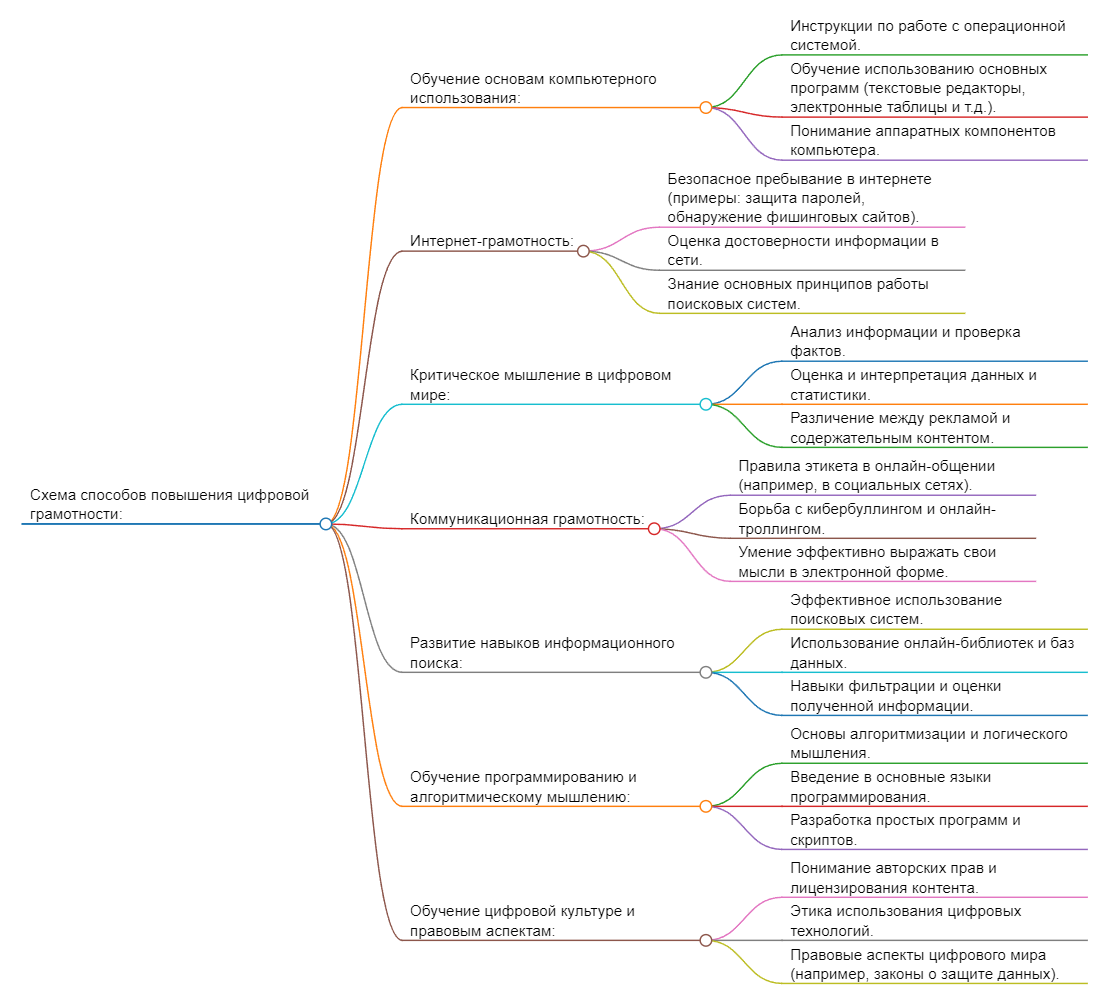 Схема способов повышения цифровой
грамотности:
Обучение основам компьютерного
использования:
Инструкции по работе с операционной
системой.
Обучение использованию основных
программ (текстовые редакторы,
электронные таблицы и т.д.).
Понимание аппаратных компонентов
компьютера.
Интернет-грамотность:
Безопасное пребывание в интернете
(примеры: защита паролей,
обнаружение фишинговых сайтов).
Оценка достоверности информации в
сети.
Знание основных принципов работы
поисковых систем.
Критическое мышление в цифровом
мире:
Анализ информации и проверка
фактов.
Оценка и интерпретация данных и
статистики.
Различение между рекламой и
содержательным контентом.
Коммуникационная грамотность:
Правила этикета в онлайн-общении
(например, в социальных сетях).
Борьба с кибербуллингом и онлайн-
троллингом.
Умение эффективно выражать свои
мысли в электронной форме.
Развитие навыков информационного
поиска:
Эффективное использование
поисковых систем.
Использование онлайн-библиотек и баз
данных.
Навыки фильтрации и оценки
полученной информации.
Обучение программированию и
алгоритмическому мышлению:
Основы алгоритмизации и логического
мышления.
Введение в основные языки
программирования.
Разработка простых программ и
скриптов.
Обучение цифровой культуре и
правовым аспектам:
Понимание авторских прав и
лицензирования контента.
Этика использования цифровых
технологий.
Правовые аспекты цифрового мира
(например, законы о защите данных).